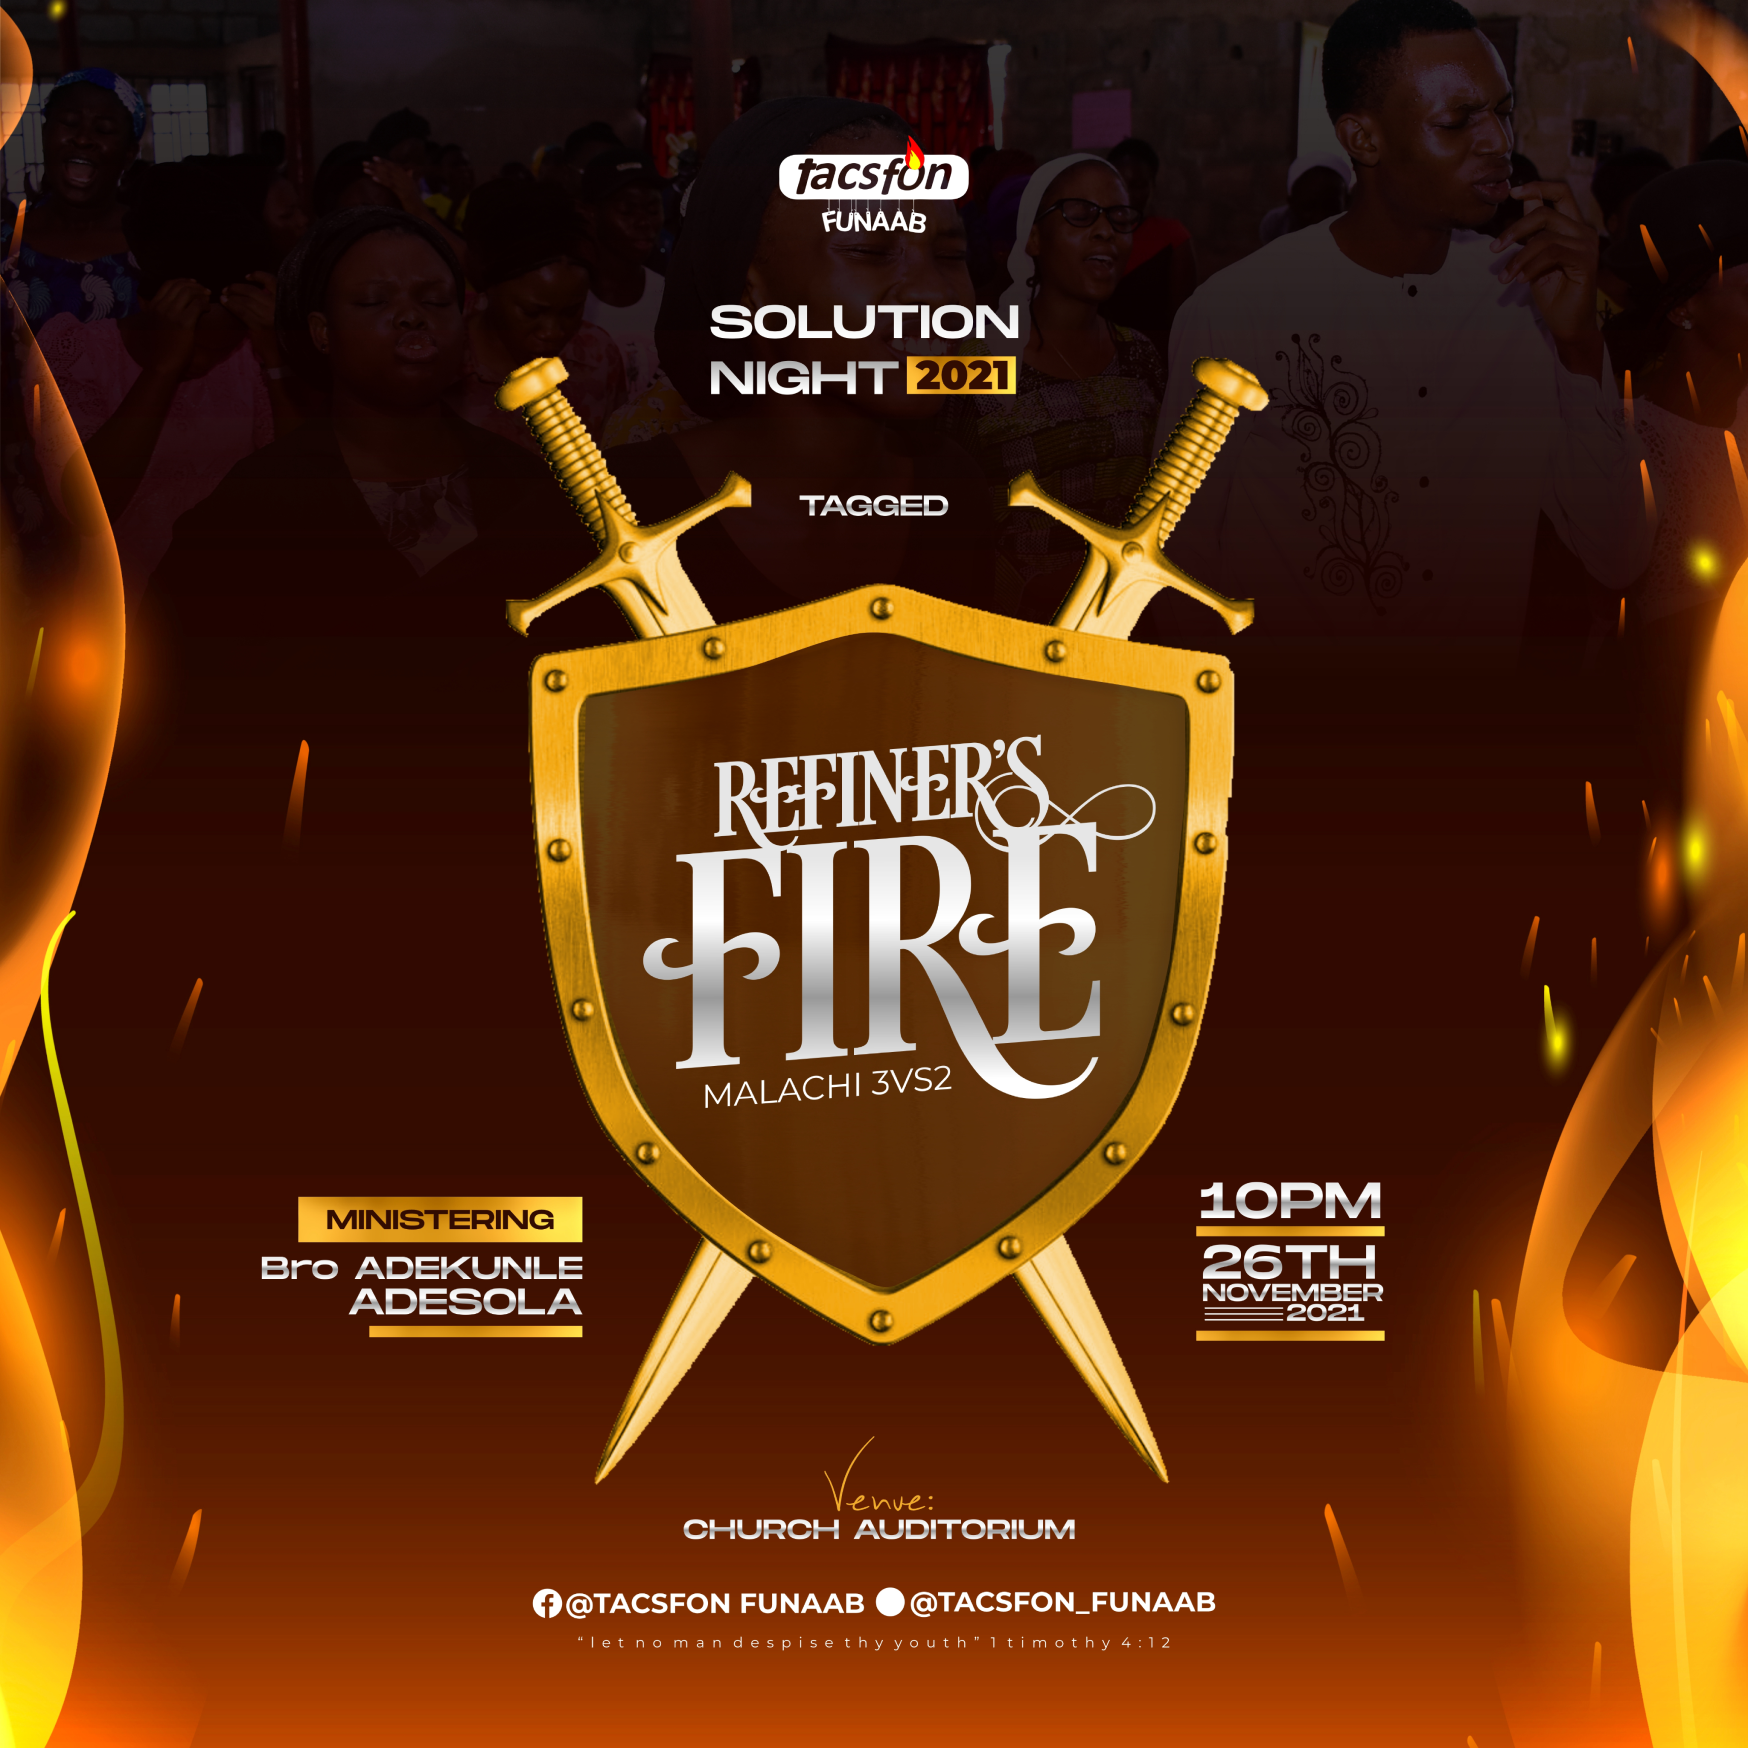 tacsfon
FUNAAB
SOLUTION
NIGHT 2021
TAGGED
REFINER'S
FIRE
MALACHI 3VS2
MINISTERING
Bro ADEKUNLE
ADESOLA
10PM
26TH
NOVEMBER
2021
Venue:
CHURCH AUDITORIUM
@TACSFON FUNAAB @TACSFON_FUNAAB
"let no man despise thy youth" 1 timothy 4:12